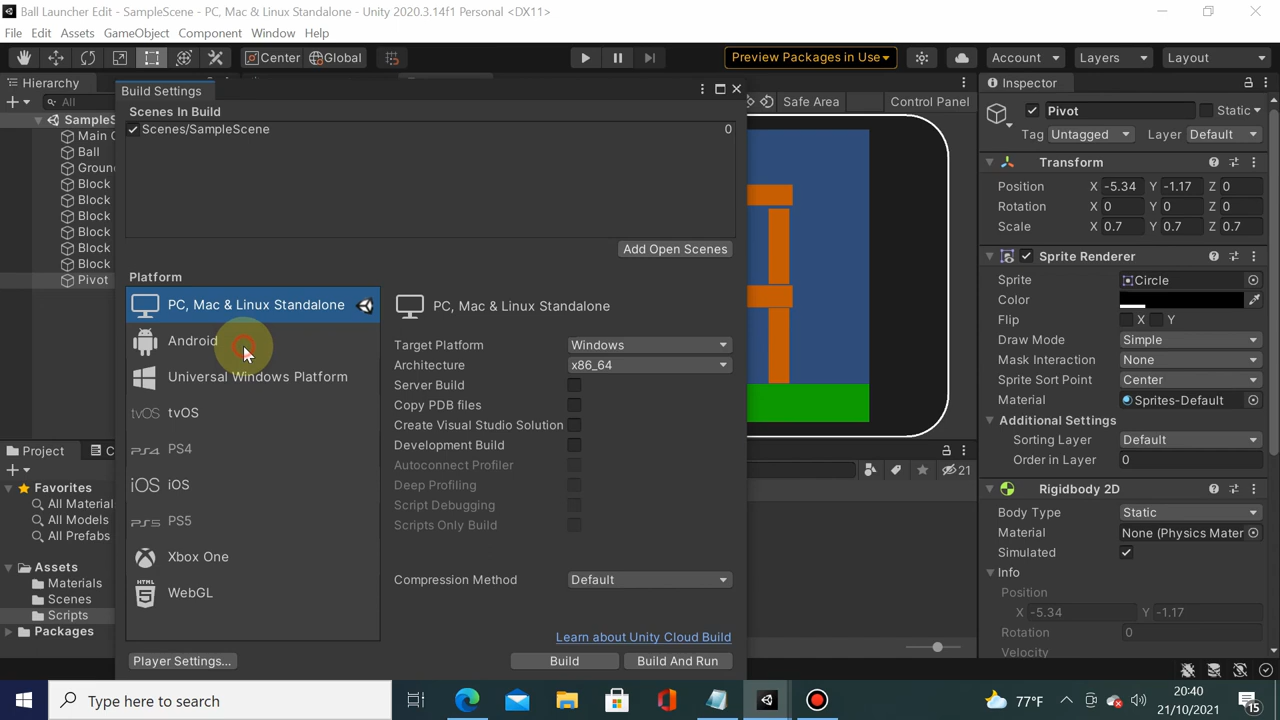 Ball Launcher Edit - SampleScene - PC, Mac & Linux Standalone - Unity 2020.3.14f1 Personal <DX11>
File Edit Assets GameObject Component Window Help
Center Global Preview Packages in Use Account Layers Layout
Hierarchy
All
SampleS
Main C
Ball
Groun
Block
Block
Block
Block
Block
Block
Pivot
Build Settings
Scenes In Build
Scenes/SampleScene 0
Add Open Scenes
Platform
PC, Mac & Linux Standalone
Android
Universal Windows Platform
tvOS tvOS
PS4 PS4
iOS iOS
PS5 PS5
Xbox One
HTML 5 WebGL
Player Settings...
PC, Mac & Linux Standalone
Target Platform Windows
Architecture x86_64
Server Build
Copy PDB files
Create Visual Studio Solution
Development Build
Autoconnect Profiler
Deep Profiling
Script Debugging
Scripts Only Build
Compression Method Default
Learn about Unity Cloud Build
Build Build And Run
Safe Area Control Panel
Project C
Favorites
All Material
All Models
All Prefabs
Assets
Materials
Scenes
Scripts
Packages
21
Inspector
Pivot Static
Tag Untagged Layer Default
Transform
Position X -5.34 Y -1.17 Z 0
Rotation X 0 Y 0 Z 0
Scale X 0.7 Y 0.7 Z 0.7
Sprite Renderer
Sprite Circle
Color
Flip X Y
Draw Mode Simple
Mask Interaction None
Sprite Sort Point Center
Material Sprites-Default
Additional Settings
Sorting Layer Default
Order in Layer 0
Rigidbody 2D
Body Type Static
Material None (Physics Mater
Simulated
Info
Position
X -5.34 Y -1.17
Rotation 0
Velocity
Type here to search
77°F
20:40
21/10/2021
15